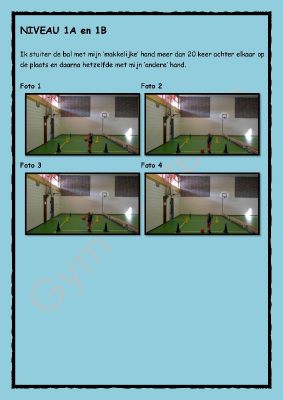 NIVEAU 1A en 1B
Ik stuiter de bal met mijn 'makkelijke' hand meer dan 20 keer achter elkaar op
de plaats en daarna hetzelfde met mijn 'andere' hand.
Foto 1 Foto 2
Foto 3 Foto 4
Gym